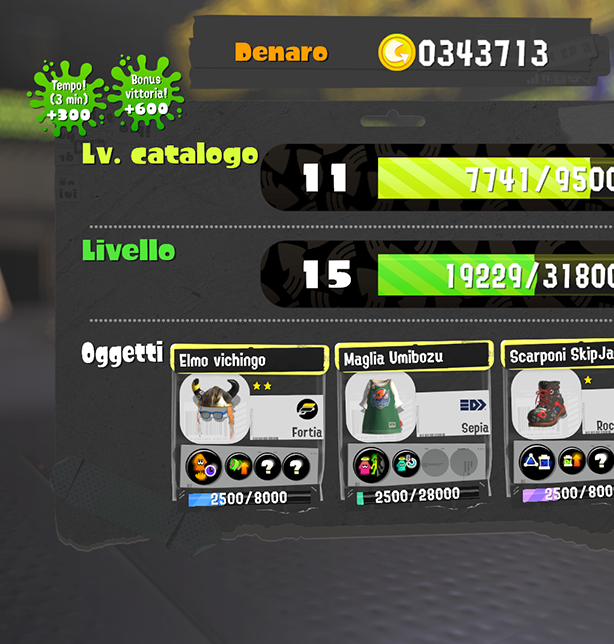 Denaro 0343713
Tempo!
(3 min)
+300
Bonus
vittoria!
+600
Lv. catalogo 11 7741/9500
Livello 15 19229/31800
Oggetti
Elmo vichingo
Fortia
? ?
2500/8000
Maglia Umibozu
Sepia
2500/28000
Scarponi SkipJa
Roc
?
2500/800